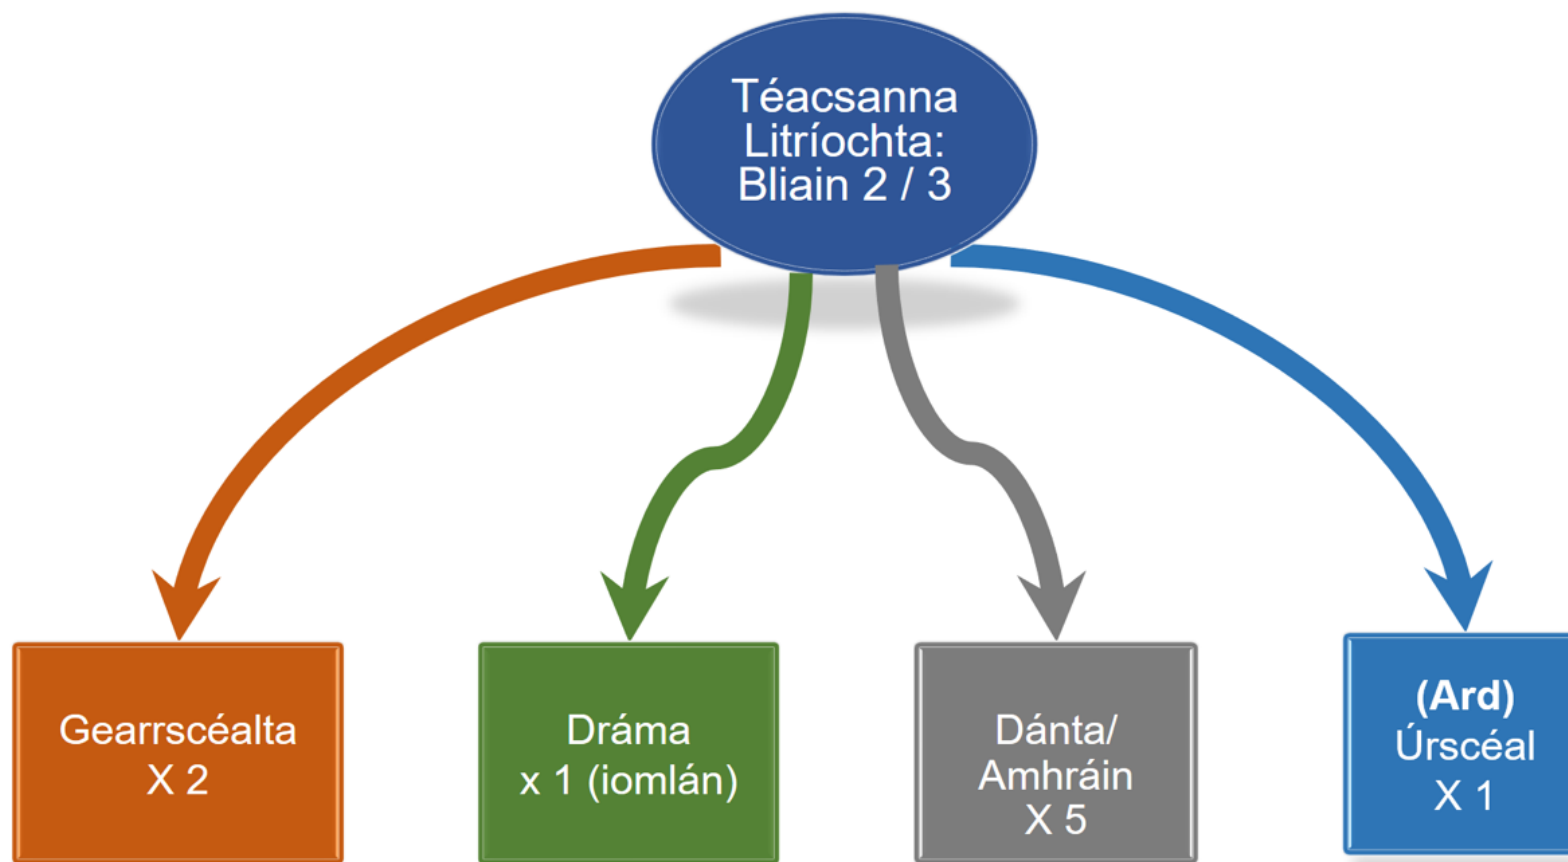 Téacsanna
Litríochta:
Bliain 2 / 3
Gearrscéalta
X 2
Dráma
x 1 (iomlán)
Dánta/
Amhráin
X 5
(Ard)
Úrscéal
X 1